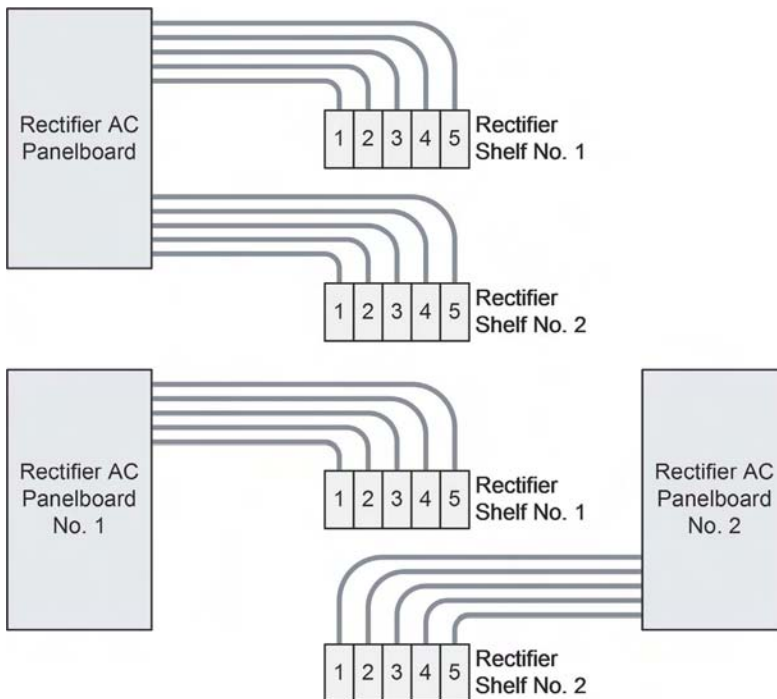 Rectifier AC
Panelboard
1 2 3 4 5
Rectifier
Shelf No. 1
1 2 3 4 5
Rectifier
Shelf No. 2
Rectifier AC
Panelboard
No. 1
1 2 3 4 5
Rectifier
Shelf No. 1
Rectifier AC
Panelboard
No. 2
1 2 3 4 5
Rectifier
Shelf No. 2